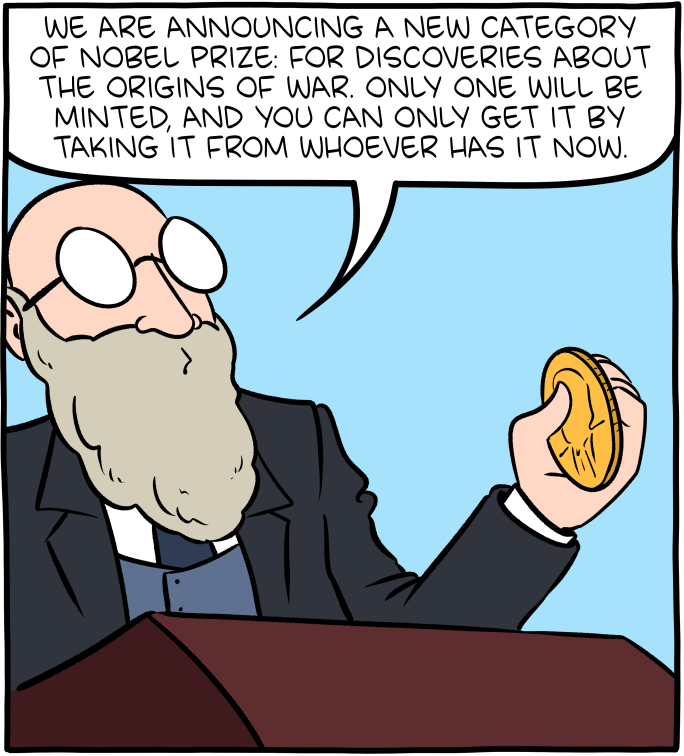 WE ARE ANNOUNCING A NEW CATEGORY
OF NOBEL PRIZE: FOR DISCOVERIES ABOUT
THE ORIGINS OF WAR. ONLY ONE WILL BE
MINTED, AND YOU CAN ONLY GET IT BY
TAKING IT FROM WHOEVER HAS IT NOW.